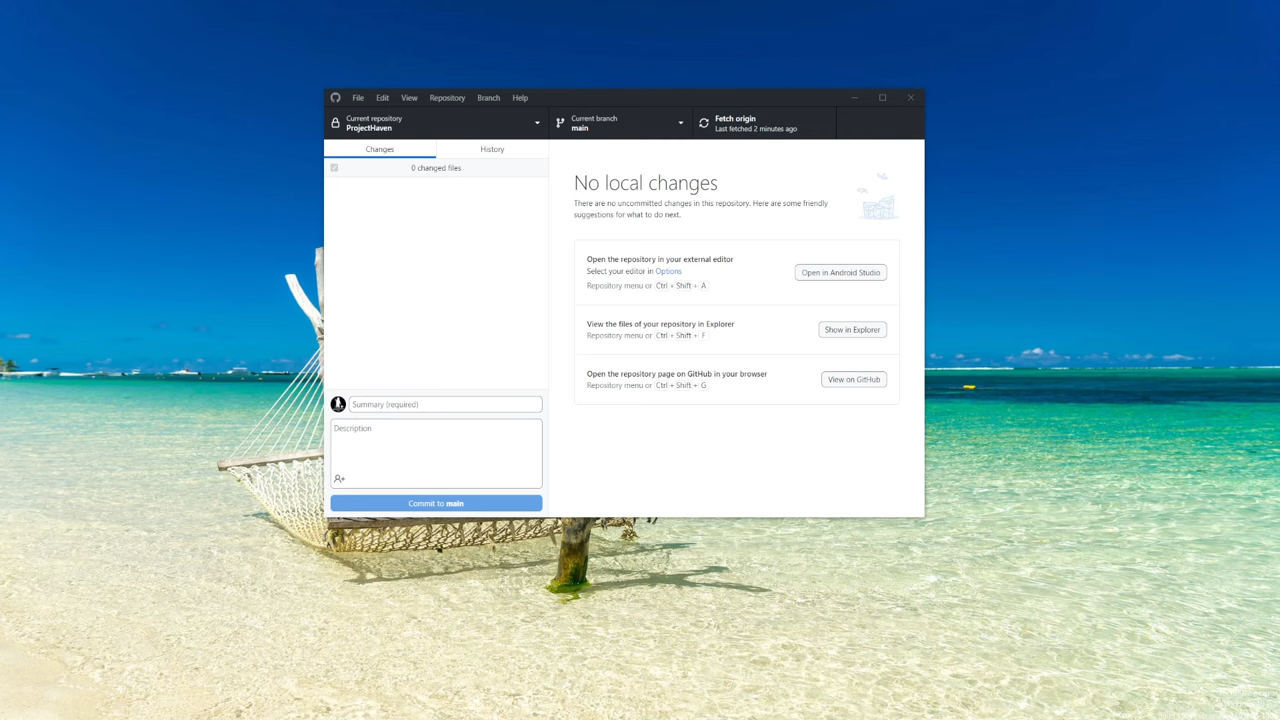 File Edit View Repository Branch Help
Current repository
ProjectHaven
Current branch
main
Fetch origin
Last fetched 2 minutes ago
Changes History
0 changed files
No local changes
There are no uncommitted changes in this repository. Here are some friendly
suggestions for what to do next.
Open the repository in your external editor
Select your editor in Options
Repository menu or Ctrl + Shift + A
Open in Android Studio
View the files of your repository in Explorer
Repository menu or Ctrl + Shift + F
Show in Explorer
Open the repository page on GitHub in your browser
Repository menu or Ctrl + Shift + G
View on GitHub
Summary (required)
Description
Commit to main